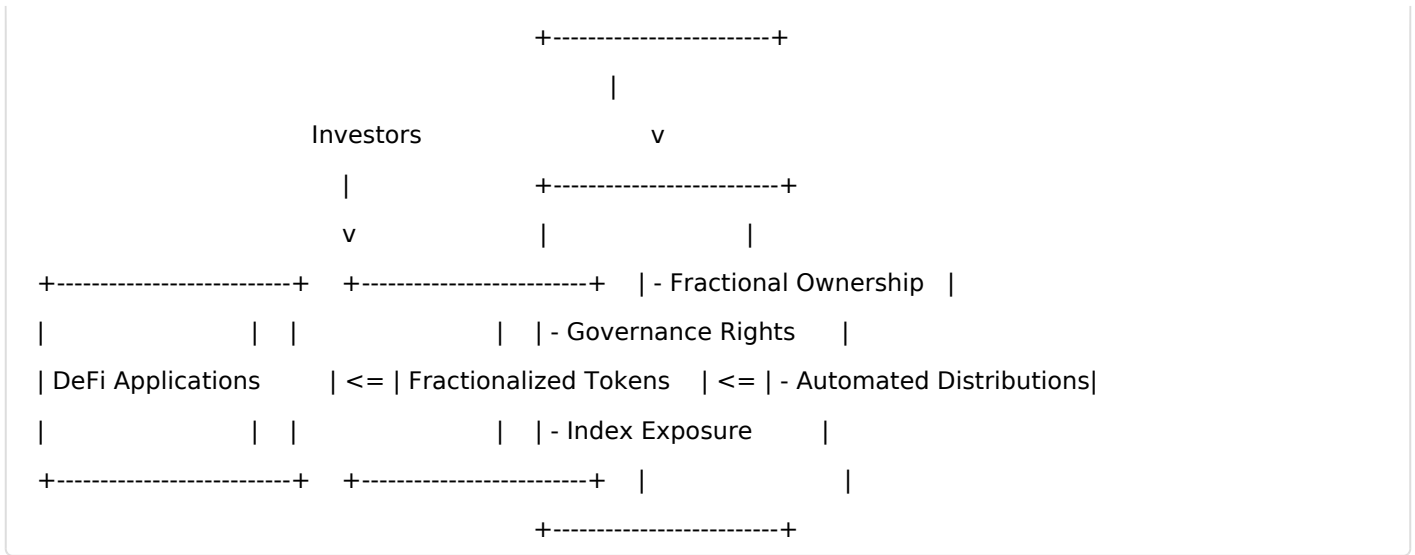 +-------------------------+
|
Investors v
| +--------------------------+
v | |
+---------------------------+ +--------------------------+ | - Fractional Ownership |
| | | | | - Governance Rights |
| DeFi Applications | <= | Fractionalized Tokens | <= | - Automated Distributions|
| | | | | - Index Exposure |
+---------------------------+ +--------------------------+ | |
+--------------------------+